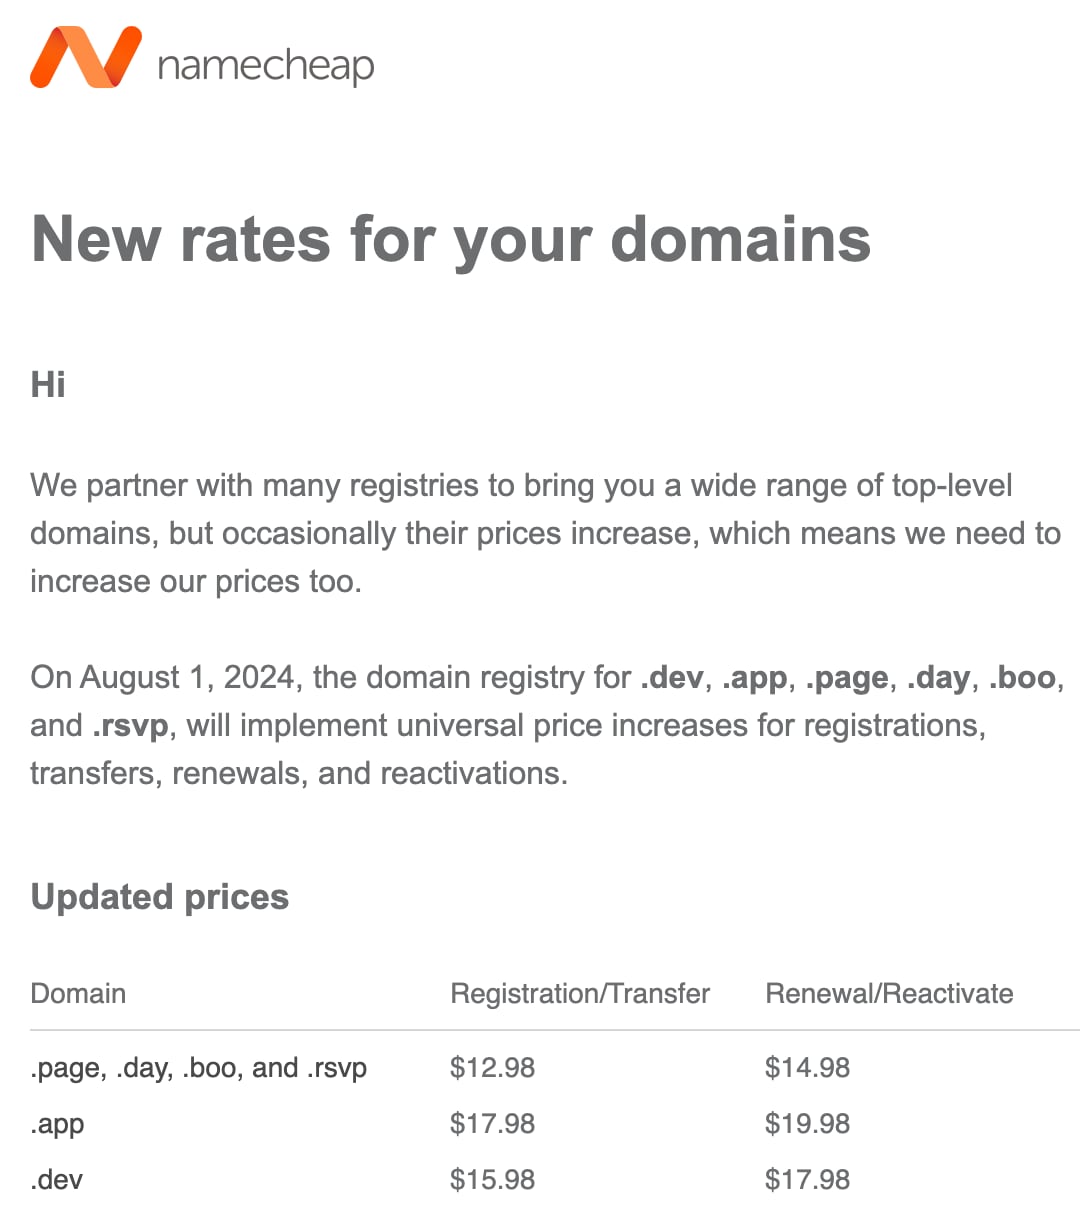 namecheap
New rates for your domains
Hi
We partner with many registries to bring you a wide range of top-level
domains, but occasionally their prices increase, which means we need to
increase our prices too.
On August 1, 2024, the domain registry for .dev, .app, .page, .day, .boo,
and .rsvp, will implement universal price increases for registrations,
transfers, renewals, and reactivations.
Updated prices
Domain Registration/Transfer Renewal/Reactivate
.page, .day, .boo, and .rsvp $12.98 $14.98
.app $17.98 $19.98
.dev $15.98 $17.98